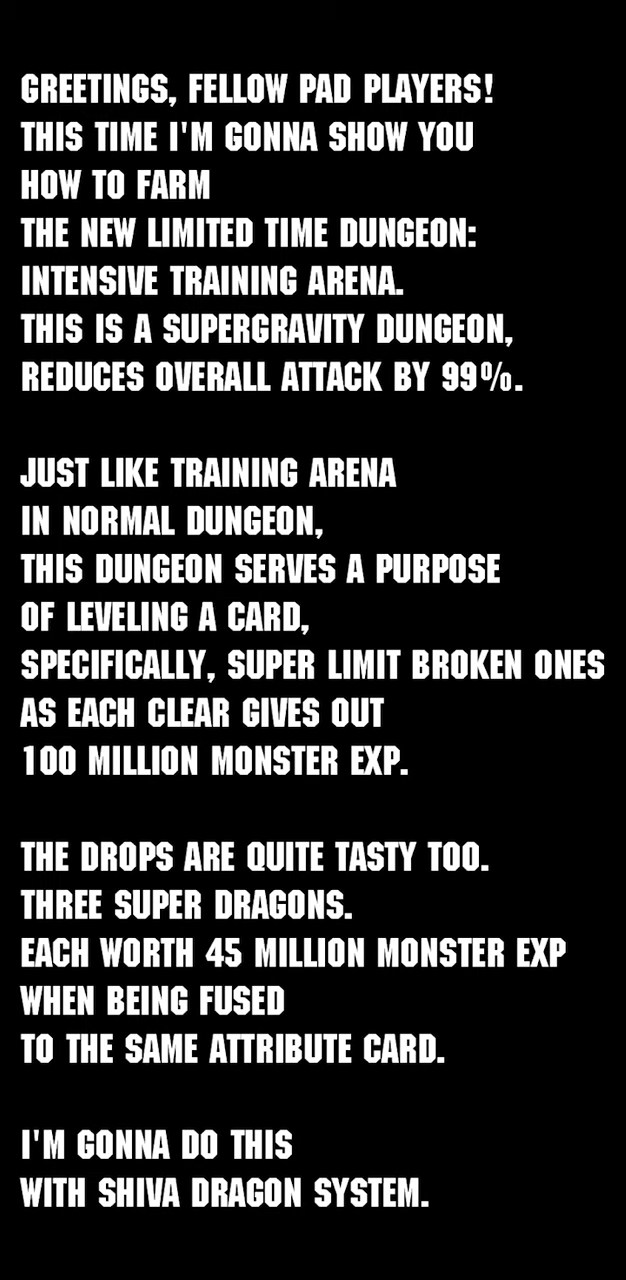 GREETINGS, FELLOW PAD PLAYERS!
THIS TIME I'M GONNA SHOW YOU
HOW TO FARM
THE NEW LIMITED TIME DUNGEON:
INTENSIVE TRAINING ARENA.
THIS IS A SUPERGRAVITY DUNGEON,
REDUCES OVERALL ATTACK BY 99%.
JUST LIKE TRAINING ARENA
IN NORMAL DUNGEON,
THIS DUNGEON SERVES A PURPOSE
OF LEVELING A CARD,
SPECIFICALLY, SUPER LIMIT BROKEN ONES
AS EACH CLEAR GIVES OUT
100 MILLION MONSTER EXP.
THE DROPS ARE QUITE TASTY TOO.
THREE SUPER DRAGONS.
EACH WORTH 45 MILLION MONSTER EXP
WHEN BEING FUSED
TO THE SAME ATTRIBUTE CARD.
I'M GONNA DO THIS
WITH SHIVA DRAGON SYSTEM.